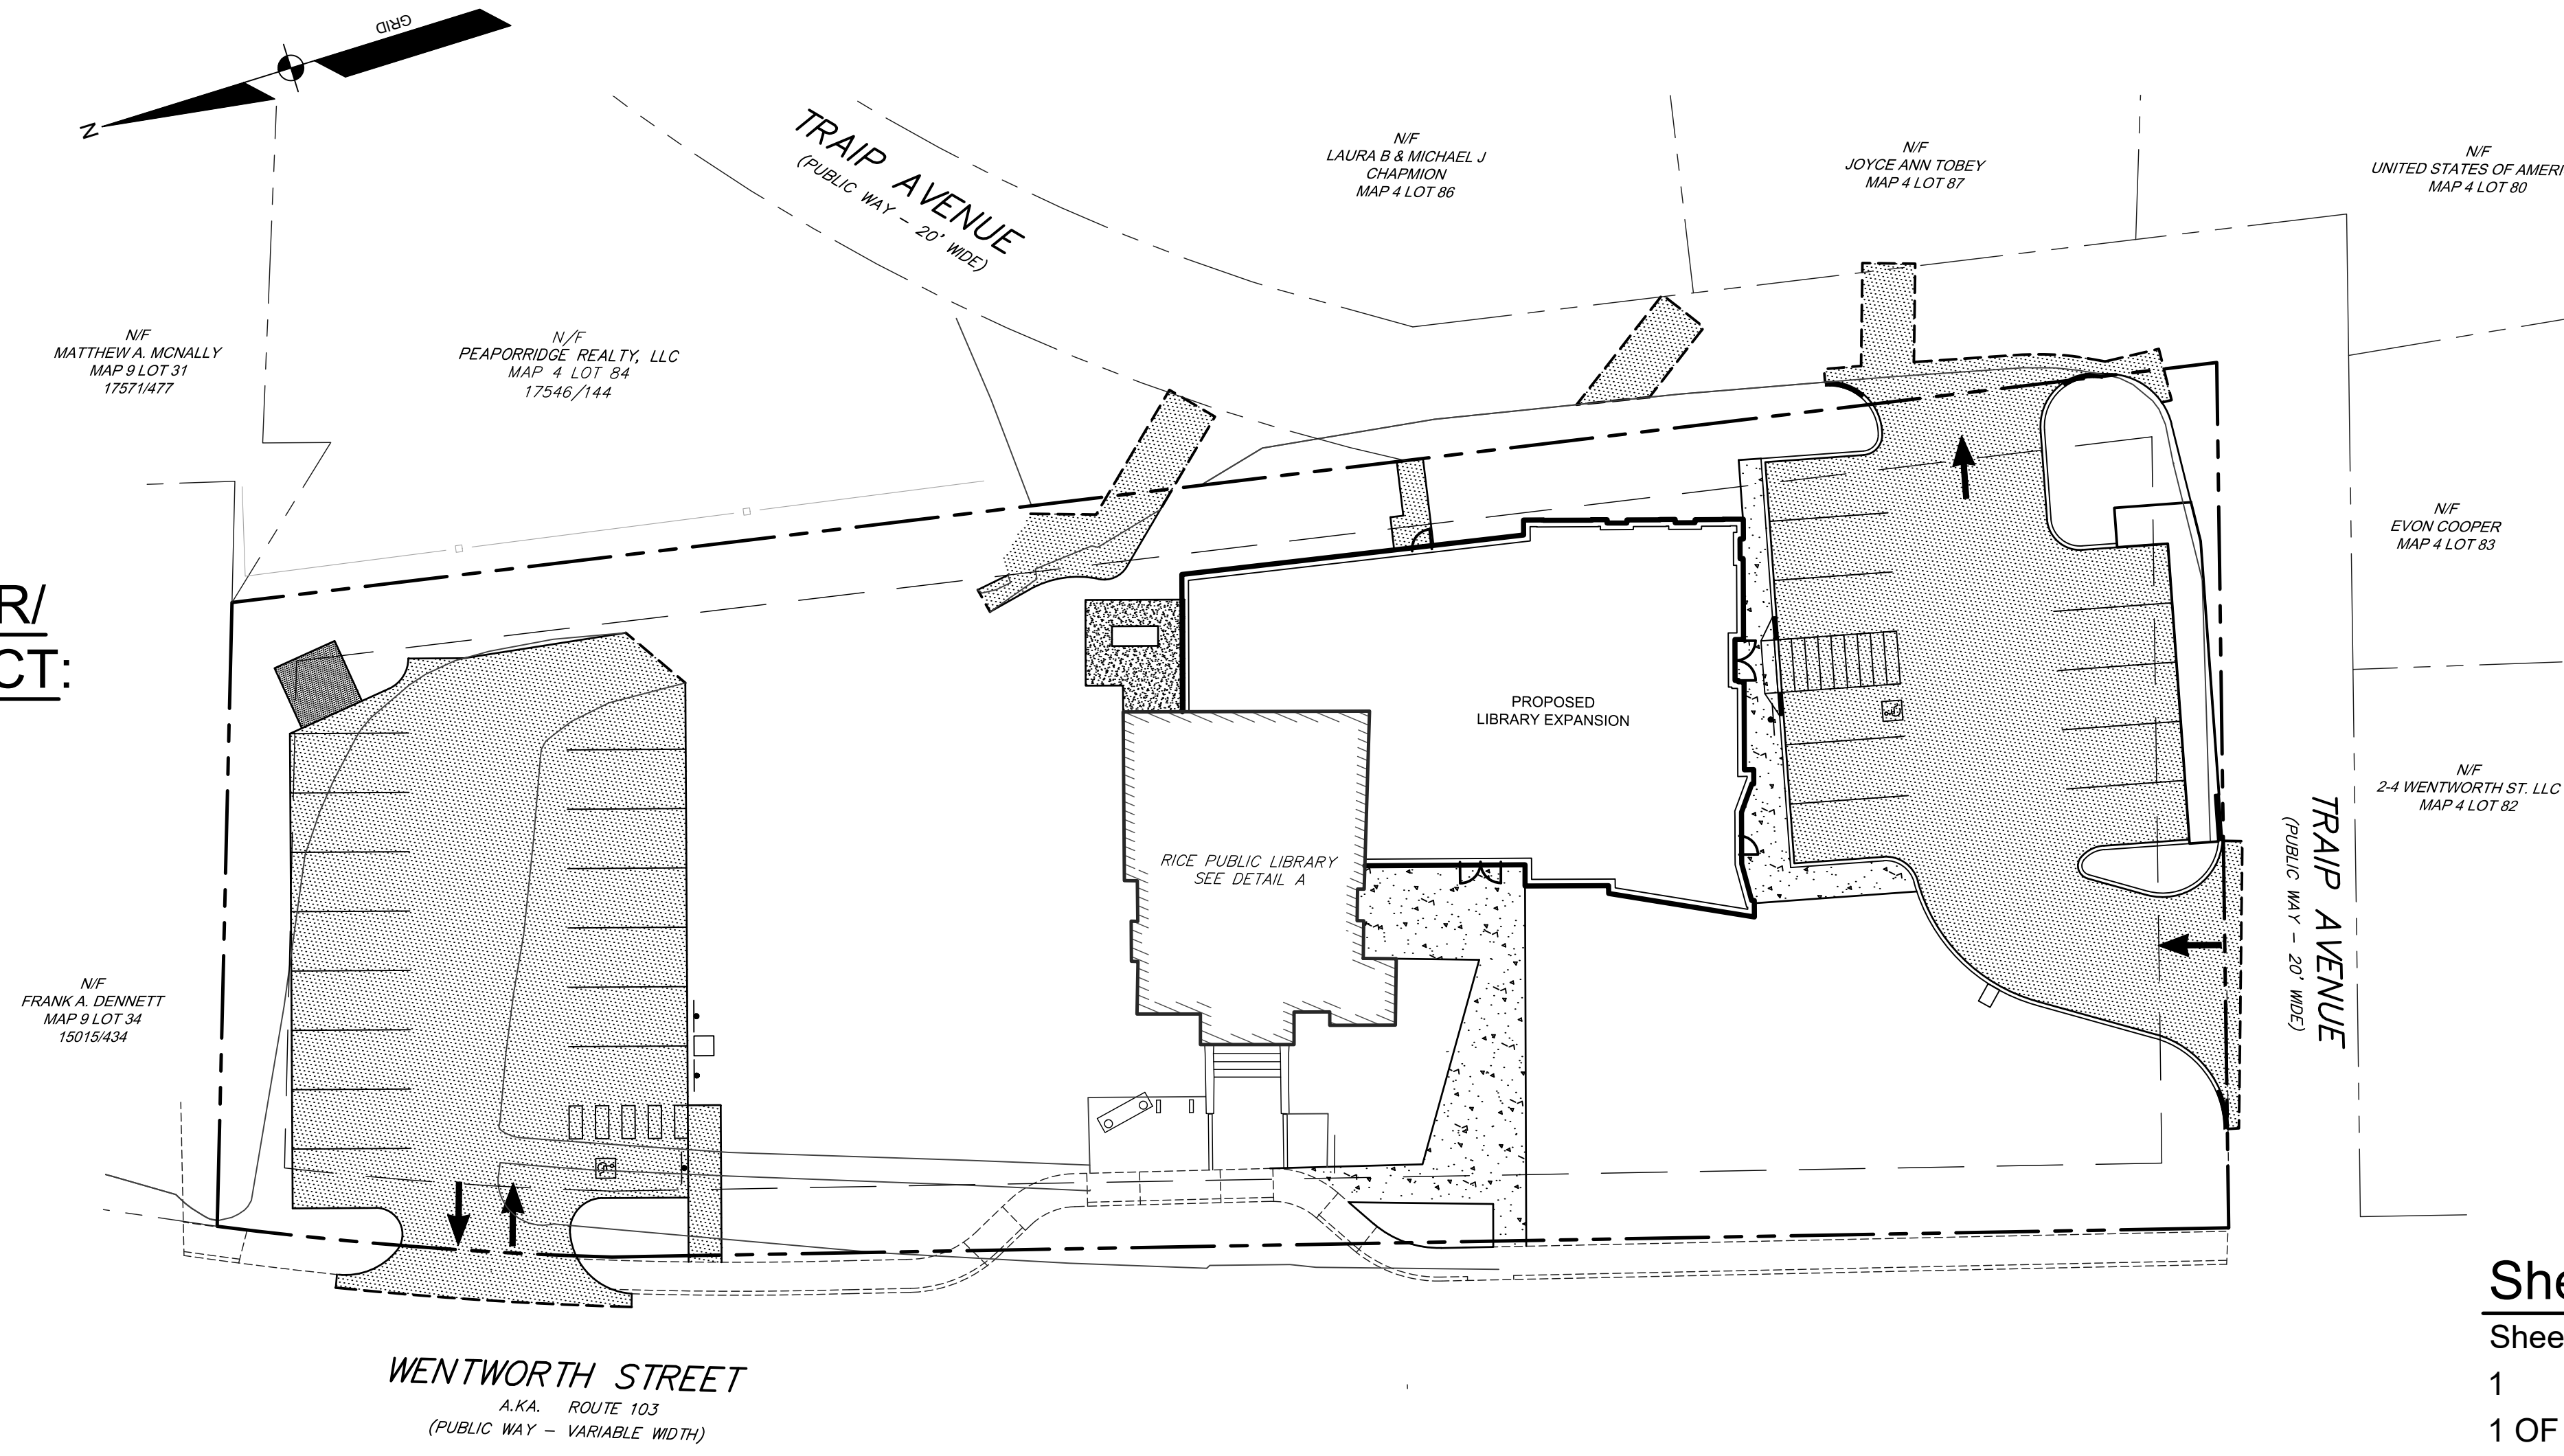 GRID
N
TRAIP AVENUE
(PUBLIC WAY - 20' WIDE)
N/F
LAURA B & MICHAEL J
CHAPMION
MAP 4 LOT 86
N/F
JOYCE ANN TOBEY
MAP 4 LOT 87
N/F
UNITED STATES OF AMERI
MAP 4 LOT 80
N/F
MATTHEW A. MCNALLY
MAP 9 LOT 31
17571/477
N/F
PEAPORRIDGE REALTY, LLC
MAP 4 LOT 84
17546/144
N/F
EVON COOPER
MAP 4 LOT 83
R/
CT:
PROPOSED
LIBRARY EXPANSION
N/F
2-4 WENTWORTH ST. LLC
MAP 4 LOT 82
RICE PUBLIC LIBRARY
SEE DETAIL A
TRAIP AVENUE
(PUBLIC WAY - 20' WIDE)
N/F
FRANK A. DENNETT
MAP 9 LOT 34
15015/434
She
Shee
1
1 OF
WENTWORTH STREET
A.KA. ROUTE 103
(PUBLIC WAY - VARIABLE WIDTH)